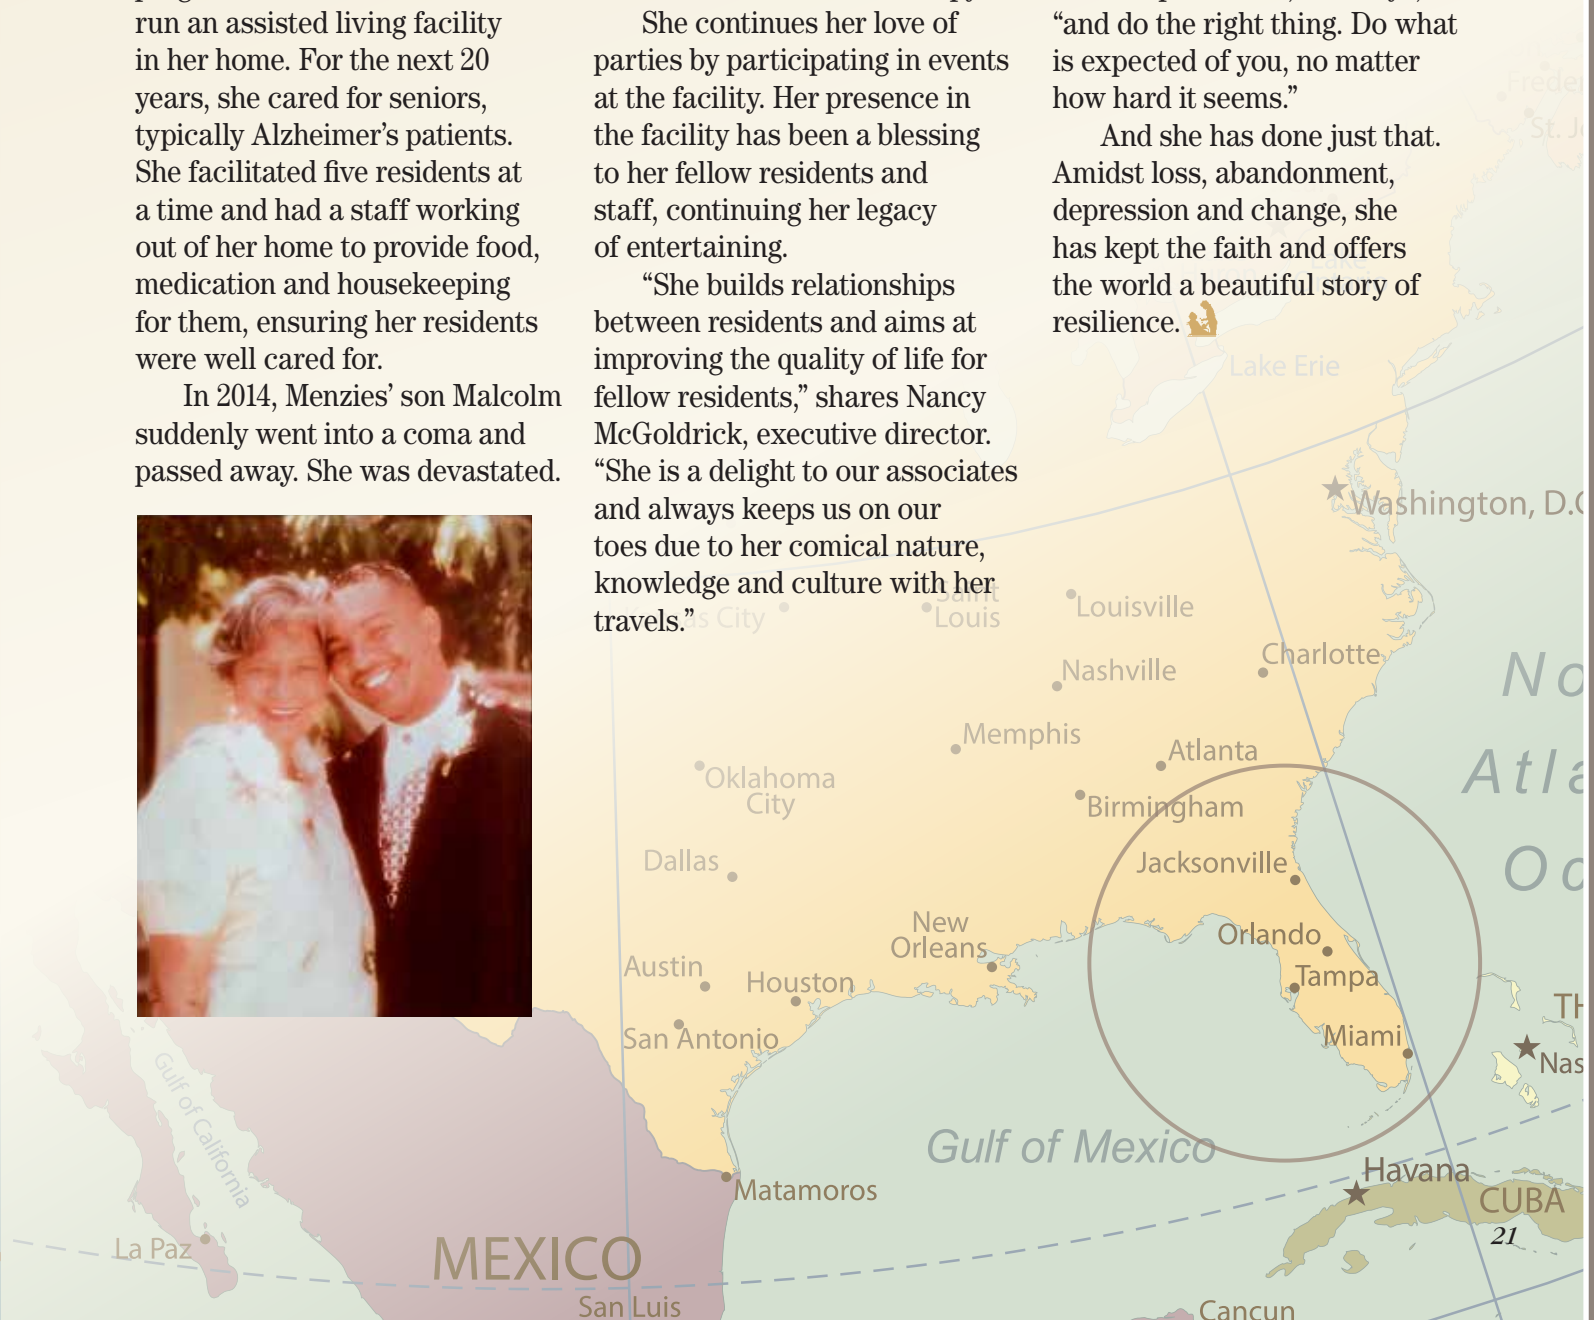 run an assisted living facility
in her home. For the next 20
years, she cared for seniors,
typically Alzheimer’s patients.
She facilitated five residents at
a time and had a staff working
out of her home to provide food,
medication and housekeeping
for them, ensuring her residents
were well cared for.
In 2014, Menzies’ son Malcolm
suddenly went into a coma and
passed away. She was devastated.
She continues her love of
parties by participating in events
at the facility. Her presence in
the facility has been a blessing
to her fellow residents and
staff, continuing her legacy
of entertaining.
“She builds relationships
between residents and aims at
improving the quality of life for
fellow residents,” shares Nancy
McGoldrick, executive director.
“She is a delight to our associates
and always keeps us on our
toes due to her comical nature,
knowledge and culture with her
travels.”
“and do the right thing. Do what
is expected of you, no matter
how hard it seems.”
And she has done just that.
Amidst loss, abandonment,
depression and change, she
has kept the faith and offers
the world a beautiful story of
resilience.
Lake Erie
Washington, D.C
Saint
Louis
City
Louisville
Charlotte
Nashville
Memphis
Atlanta
Oklahoma
City
Birmingham
Dallas
Jacksonville
New
Orleans
Orlando
Austin
Houston
Tampa
San Antonio
Miami
Gulf of California
Gulf of Mexico
Havana
CUBA
Matamoros
La Paz
MEXICO
San Luis
Cancun
21